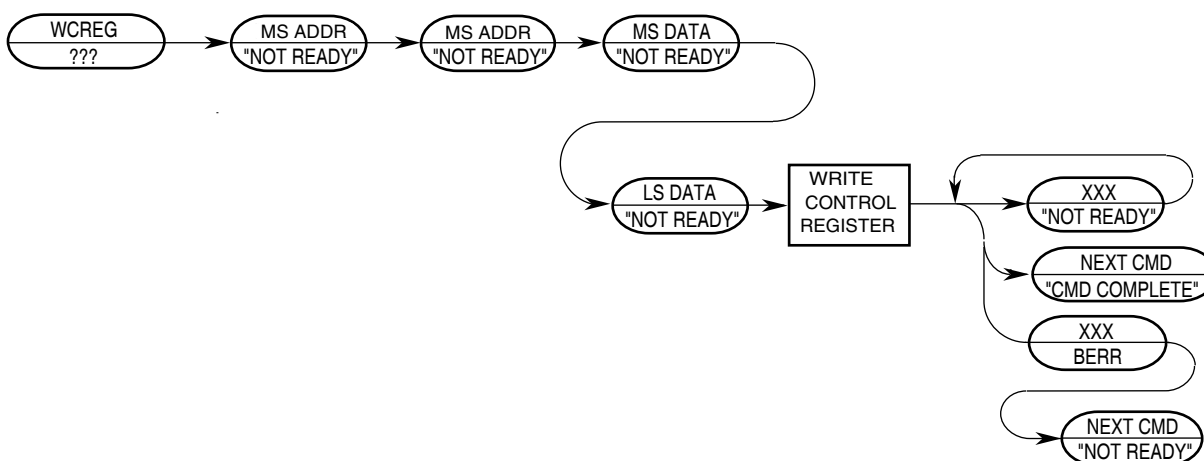 WCREG
???
MS ADDR
"NOT READY"
MS ADDR
"NOT READY"
MS DATA
"NOT READY"
LS DATA
"NOT READY"
WRITE
CONTROL
REGISTER
XXX
"NOT READY"
NEXT CMD
"CMD COMPLETE"
XXX
BERR
NEXT CMD
"NOT READY"